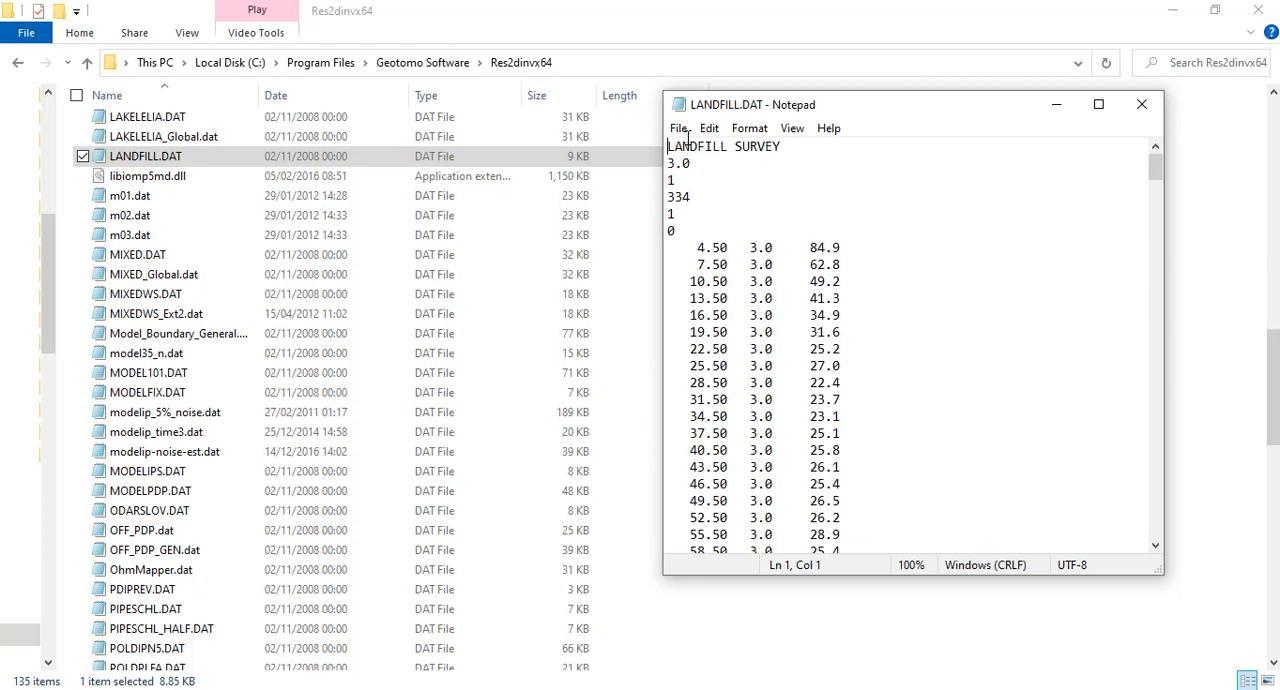 Play
Res2dinvx64
File
Home
Share
View
Video Tools
This PC
Local Disk (C:)
Program Files
Geotomo Software
Res2dinvx64
Search Res2dinvx64
Name Date Type Size Length
LAKELELIA.DAT 02/11/2008 00:00 DAT File 31 KB
LAKELELIA_Global.dat 02/11/2008 00:00 DAT File 31 KB
LANDFILL.DAT 02/11/2008 00:00 DAT File 9 KB
libiomp5md.dll 05/02/2016 08:51 Application exten... 1,150 KB
m01.dat 29/01/2012 14:28 DAT File 23 KB
m02.dat 29/01/2012 14:33 DAT File 23 KB
m03.dat 29/01/2012 14:33 DAT File 23 KB
MIXED.DAT 02/11/2008 00:00 DAT File 32 KB
MIXED_Global.dat 02/11/2008 00:00 DAT File 32 KB
MIXEDWS.DAT 02/11/2008 00:00 DAT File 18 KB
MIXEDWS_Ext2.dat 15/04/2012 11:02 DAT File 18 KB
Model_Boundary_General.... 02/11/2008 00:00 DAT File 77 KB
model35_n.dat 02/11/2008 00:00 DAT File 15 KB
MODEL101.DAT 02/11/2008 00:00 DAT File 71 KB
MODELFIX.DAT 02/11/2008 00:00 DAT File 7 KB
modelip_5%_noise.dat 27/02/2011 01:17 DAT File 189 KB
modelip_time3.dat 25/12/2014 14:58 DAT File 20 KB
modelip-noise-est.dat 14/12/2016 14:02 DAT File 39 KB
MODELIPS.DAT 02/11/2008 00:00 DAT File 8 KB
MODELPDP.DAT 02/11/2008 00:00 DAT File 48 KB
ODARSLOV.DAT 02/11/2008 00:00 DAT File 8 KB
OFF_PDP.dat 02/11/2008 00:00 DAT File 25 KB
OFF_PDP_GEN.dat 02/11/2008 00:00 DAT File 39 KB
OhmMapper.dat 02/11/2008 00:00 DAT File 31 KB
PDIPREV.DAT 02/11/2008 00:00 DAT File 3 KB
PIPESCHL.DAT 02/11/2008 00:00 DAT File 7 KB
PIPESCHL_HALF.DAT 02/11/2008 00:00 DAT File 7 KB
POLDIPN5.DAT 02/11/2008 00:00 DAT File 66 KB
POLDPLFA.DAT 02/11/2008 00:00 DAT File 21 KB
135 items 1 item selected 8.85 KB
LANDFILL.DAT - Notepad
File Edit Format View Help
LANDFILL SURVEY
3.0
1
334
1
0
4.50 3.0 84.9
7.50 3.0 62.8
10.50 3.0 49.2
13.50 3.0 41.3
16.50 3.0 34.9
19.50 3.0 31.6
22.50 3.0 25.2
25.50 3.0 27.0
28.50 3.0 22.4
31.50 3.0 23.7
34.50 3.0 23.1
37.50 3.0 25.1
40.50 3.0 25.8
43.50 3.0 26.1
46.50 3.0 25.4
49.50 3.0 26.5
52.50 3.0 26.2
55.50 3.0 28.9
58.50 3.0 25.4
Ln 1, Col 1 100% Windows (CRLF) UTF-8